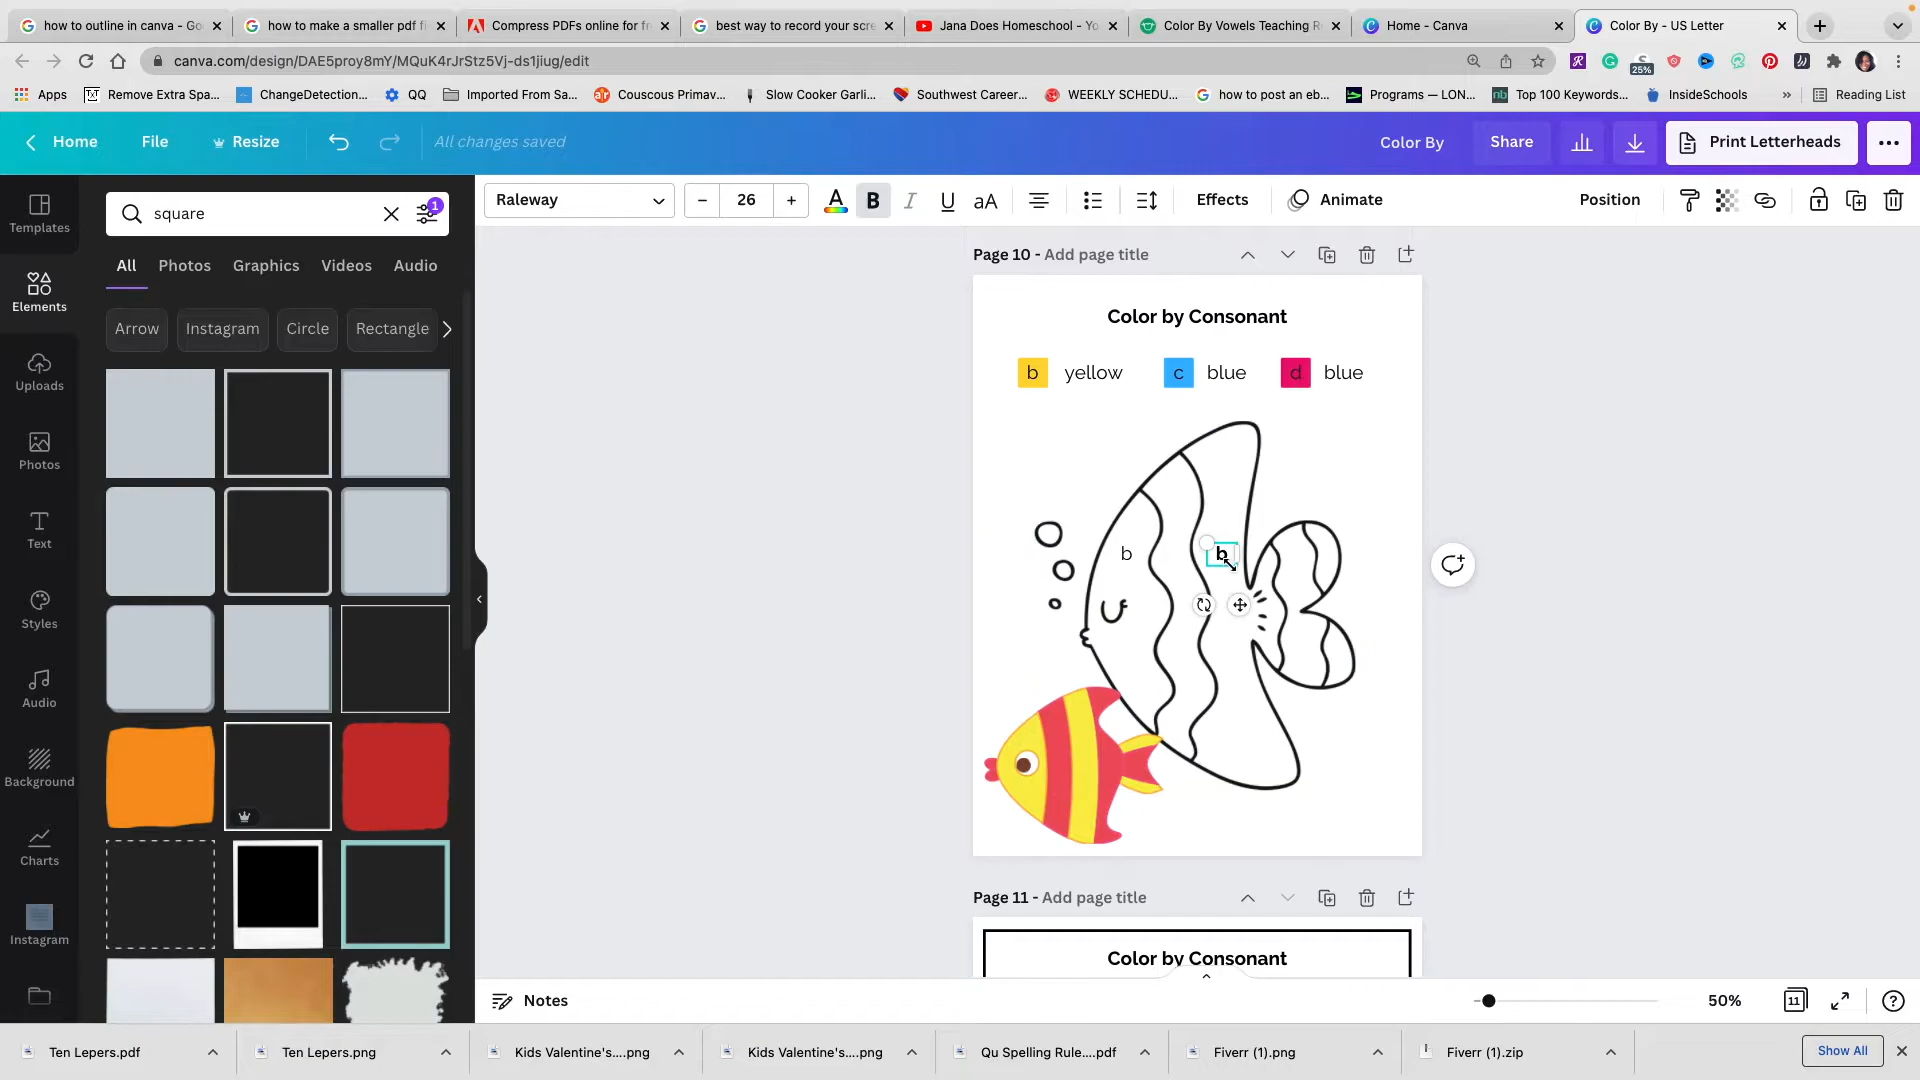 how to outline in canva - Go
how to make a smaller pdf fi
Compress PDFs online for fr
best way to record your scre
Jana Does Homeschool - Yo
Color By Vowels Teaching R
Home - Canva
Color By - US Letter
canva.com/design/DAE5proy8mY/MQuK4rJrStz5Vj-ds1jiug/edit
25%
Apps
Remove Extra Spa...
ChangeDetection...
QQ
Imported From Sa...
Couscous Primav...
Slow Cooker Garli...
Southwest Career...
WEEKLY SCHEDU...
how to post an eb...
Programs — LON...
Top 100 Keywords...
InsideSchools
»
Reading List
Home
File
Resize
All changes saved
Color By
Share
Print Letterheads
Templates
Elements
Uploads
Photos
Text
Styles
Audio
Background
Charts
Instagram
square
1
All
Photos
Graphics
Videos
Audio
Arrow
Instagram
Circle
Rectangle
Raleway
26
A
B
I
U
aA
Effects
Animate
Position
Page 10 - Add page title
Color by Consonant
b yellow
c blue
d blue
b
b
Page 11 - Add page title
Color by Consonant
Notes
50%
11
Ten Lepers.pdf
Ten Lepers.png
Kids Valentine's....png
Kids Valentine's....png
Qu Spelling Rule....pdf
Fiverr (1).png
Fiverr (1).zip
Show All